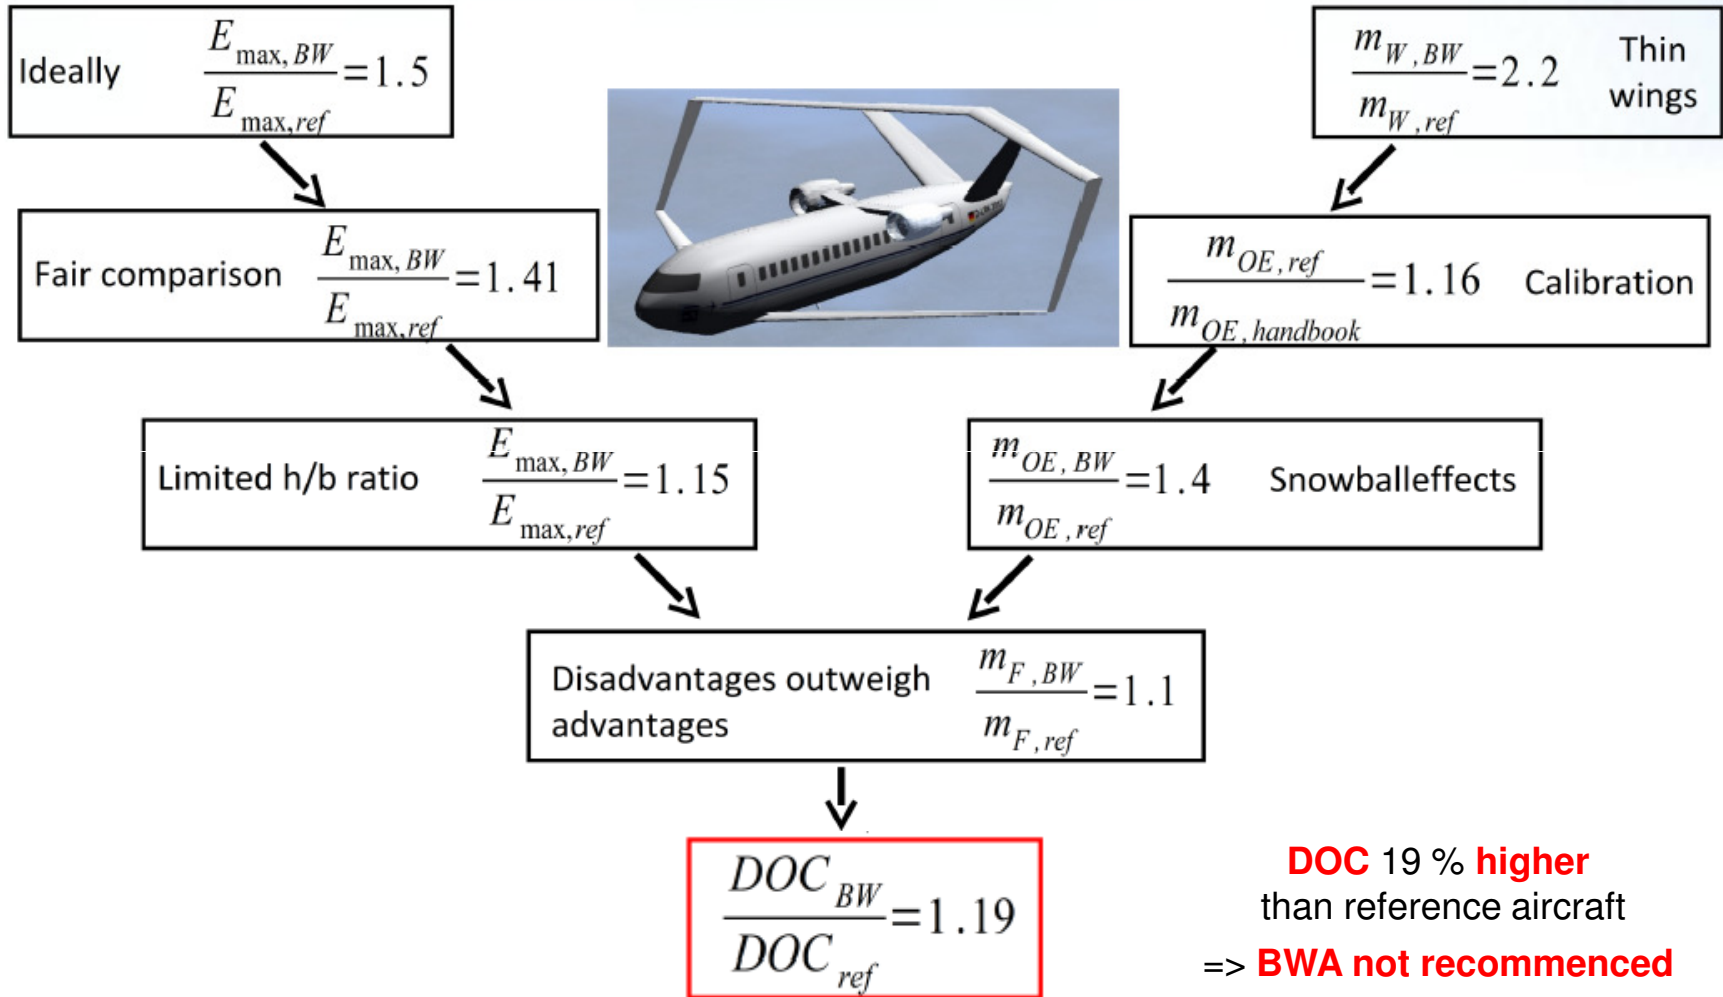 Ideally E_max,BW / E_max,ref =1.5
Fair comparison E_max,BW / E_max,ref =1.41
Limited h/b ratio E_max,BW / E_max,ref =1.15
m_W,BW / m_W,ref =2.2 Thin
wings
m_OE,ref / m_OE,handbook =1.16 Calibration
m_OE,BW / m_OE,ref =1.4 Snowballeffects
Disadvantages outweigh
advantages m_F,BW / m_F,ref =1.1
DOC_BW / DOC_ref =1.19
DOC 19 % higher
than reference aircraft
=> BWA not recommenced